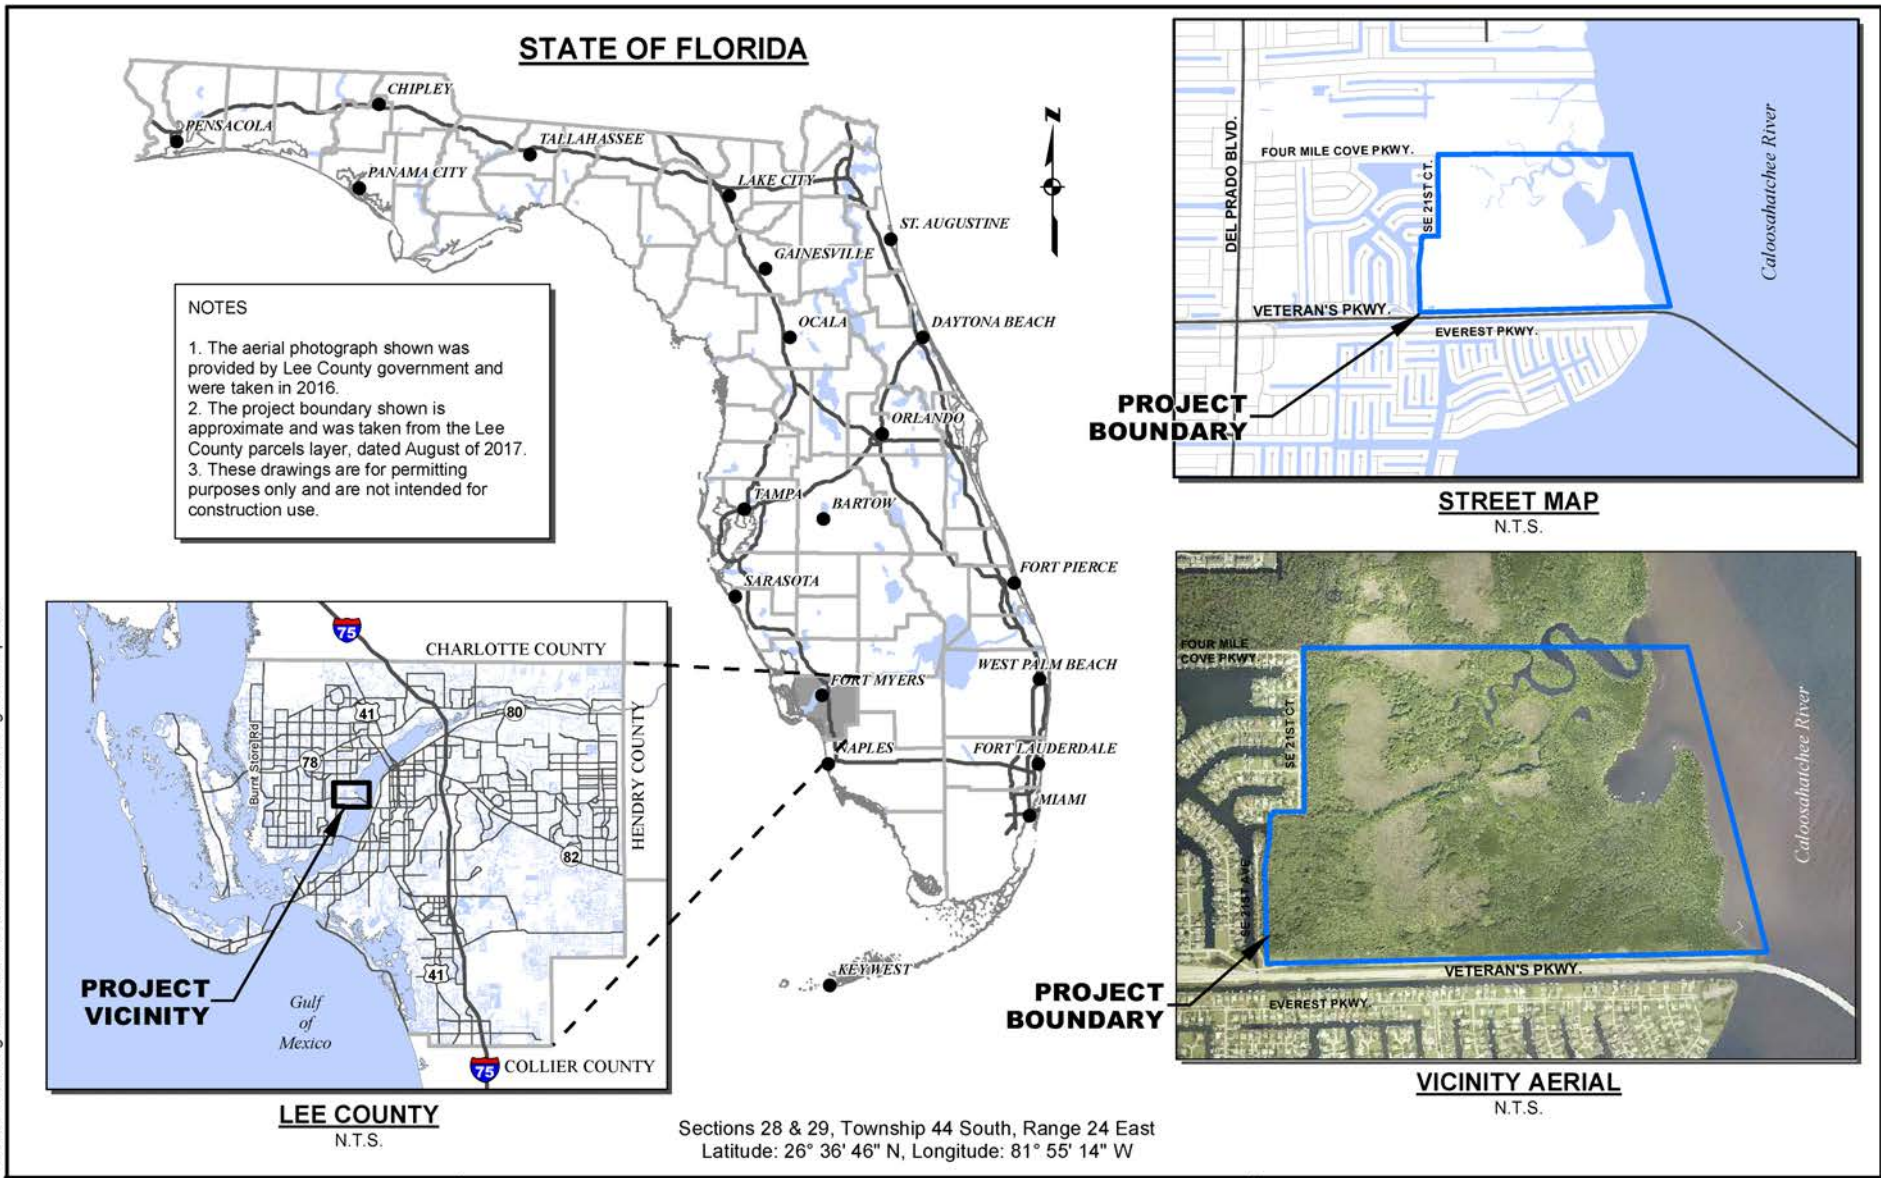 STATE OF FLORIDA
CHIPLEY
PENSACOLA
TALLAHASSEE
PANAMA CITY
LAKE CITY
ST. AUGUSTINE
GAINESVILLE
OCALA
DAYTONA BEACH
ORLANDO
TAMPA
BARTOW
SARASOTA
FORT PIERCE
WEST PALM BEACH
FORT MYERS
NAPLES
FORT LAUDERDALE
MIAMI
KEY WEST
Z
NOTES
1. The aerial photograph shown was
provided by Lee County government and
were taken in 2016.
2. The project boundary shown is
approximate and was taken from the Lee
County parcels layer, dated August of 2017.
3. These drawings are for permitting
purposes only and are not intended for
construction use.
75
CHARLOTTE COUNTY
41
80
Burnt Store Rd
78
HENDRY COUNTY
82
41
PROJECT
VICINITY
Gulf
of
Mexico
75
COLLIER COUNTY
LEE COUNTY
N.T.S.
DEL PRADO BLVD.
FOUR MILE COVE PKWY.
SE 21ST CT.
Caloosahatchee River
VETERAN'S PKWY.
EVEREST PKWY.
PROJECT
BOUNDARY
STREET MAP
N.T.S.
FOUR MILE
COVE PKWY.
SE 21ST CT.
SE 21ST AVE
Caloosahatchee River
VETERAN'S PKWY.
EVEREST PKWY.
PROJECT
BOUNDARY
VICINITY AERIAL
N.T.S.
Sections 28 & 29, Township 44 South, Range 24 East
Latitude: 26° 36' 46" N, Longitude: 81° 55' 14" W